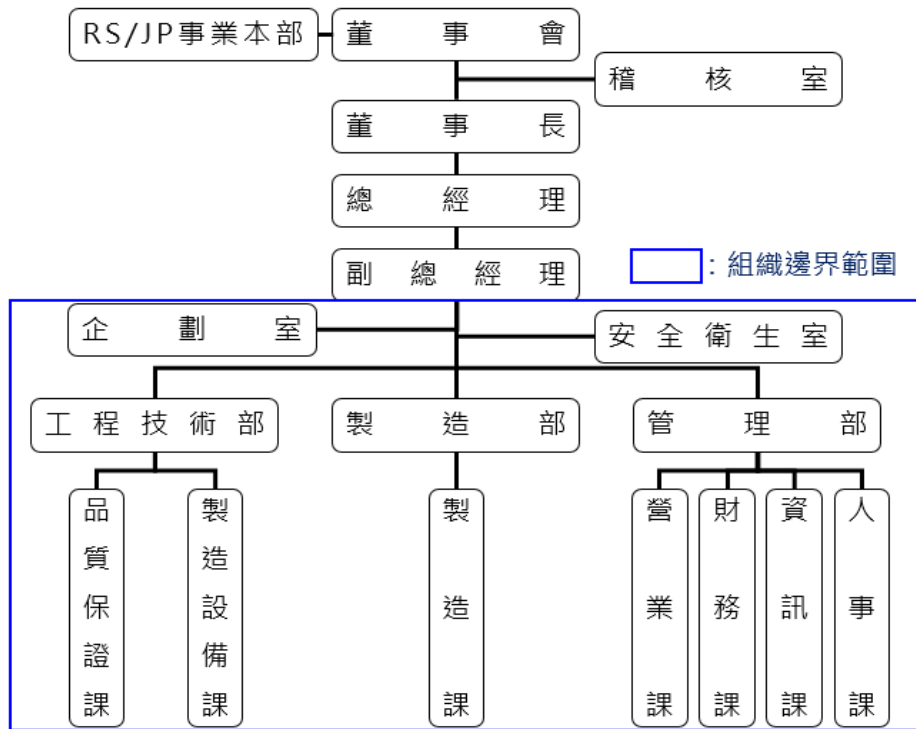 RS/JP事業本部
董事會
稽核室
董事長
總經理
副總經理
：組織邊界範圍
企劃室
安全衛生室
工程技術部
製造部
管理部
品質保證課
製造設備課
製造課
營業課
財務課
資訊課
人事課